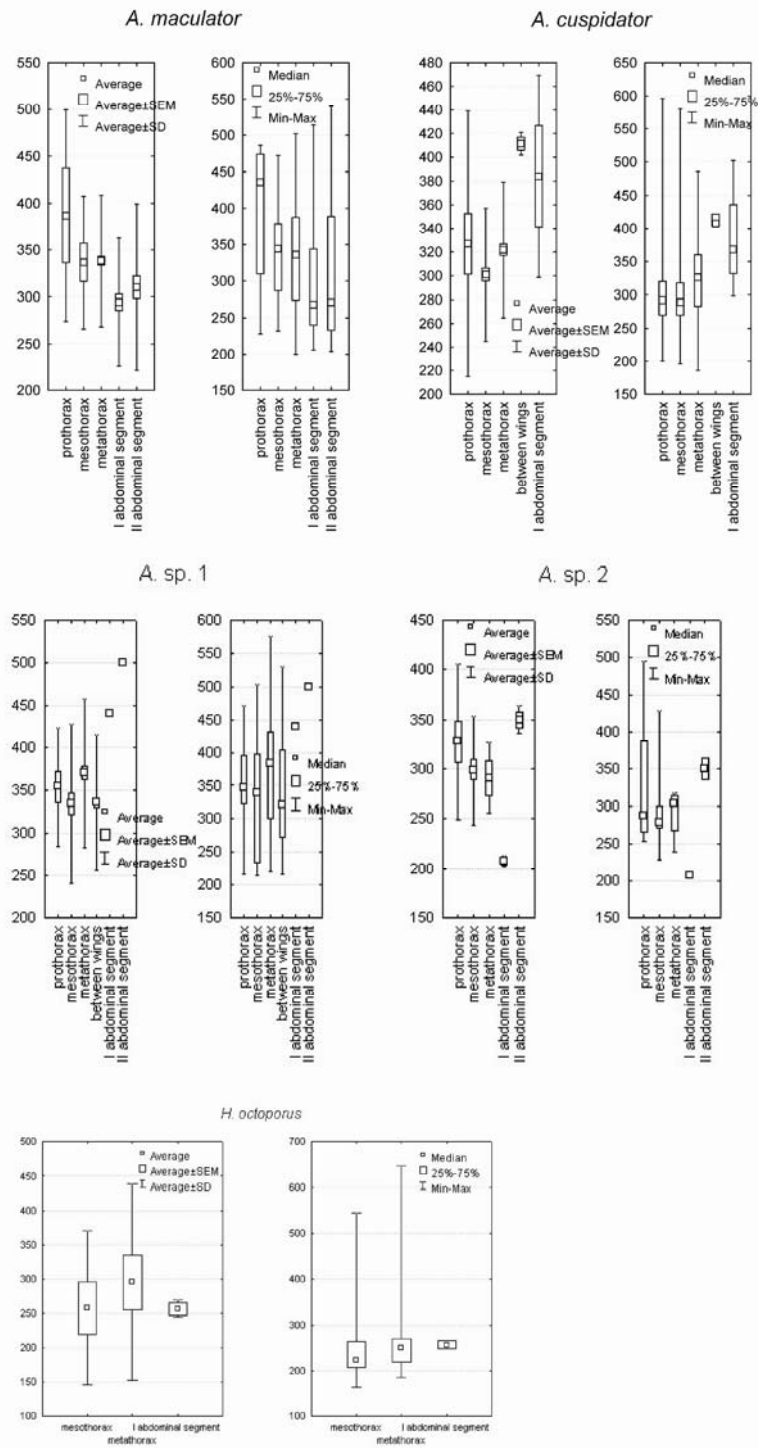 A. maculator
A. cuspidator
550
500
450
400
350
300
250
200
Average
Average±SEM
Average±SD
prothorax
mesothorax
metathorax
I abdominal segment
II abdominal segment
600
550
500
450
400
350
300
250
200
150
Median
25%-75%
Min-Max
prothorax
mesothorax
metathorax
I abdominal segment
II abdominal segment
480
460
440
420
400
380
360
340
320
300
280
260
240
220
200
Average
Average±SEM
Average±SD
prothorax
mesothorax
metathorax
between wings
I abdominal segment
650
600
550
500
450
400
350
300
250
200
150
Median
25%-75%
Min-Max
prothorax
mesothorax
metathorax
between wings
I abdominal segment
A. sp. 1
A. sp. 2
550
500
450
400
350
300
250
200
Average
Average±SEM
Average±SD
prothorax
mesothorax
metathorax
between wings
I abdominal segment
II abdominal segment
600
550
500
450
400
350
300
250
200
150
Median
25%-75%
Min-Max
prothorax
mesothorax
metathorax
between wings
I abdominal segment
II abdominal segment
450
400
350
300
250
200
150
Average
Average±SEM
Average±SD
prothorax
mesothorax
metathorax
I abdominal segment
II abdominal segment
550
500
450
400
350
300
250
200
150
Median
25%-75%
Min-Max
prothorax
mesothorax
metathorax
I abdominal segment
II abdominal segment
H. octoporus
500
450
400
350
300
250
200
150
100
Average
Average±SEM
Average±SD
mesothorax
I abdominal segment
metathorax
700
600
500
400
300
200
100
Median
25%-75%
Min-Max
mesothorax
I abdominal segment
metathorax